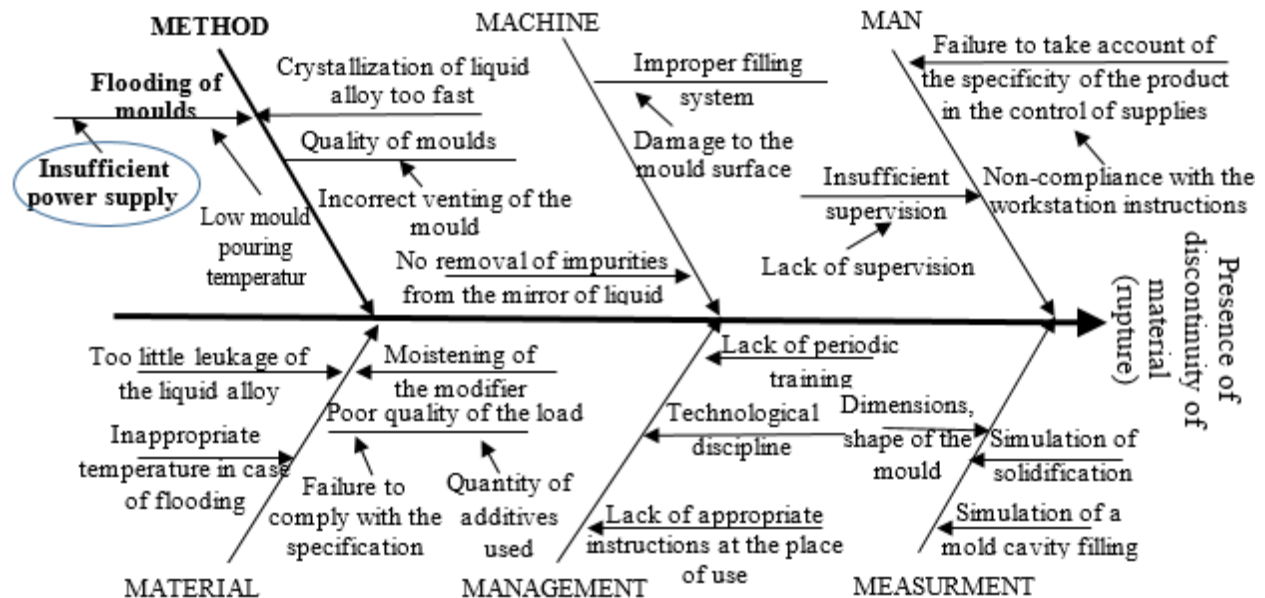 METHOD
MACHINE
MAN
Flooding of
moulds
Insufficient
power supply
Low mould
pouring
temperatur
Crystallization of liquid
alloy too fast
Quality of moulds
Incorrect venting of the
mould
Improper filling
system
Damage to the
mould surface
No removal of impurities
from the mirror of liquid
Failure to take account of
the specificity of the product
in the control of supplies
Non-compliance with the
workstation instructions
Insufficient
supervision
Lack of supervision
Presence of
discontinuity of
material
(rupture)
Too little leukage of
the liquid alloy
Inappropriate
temperature in case
of flooding
Moistening of
the modifier
Poor quality of the load
Failure to
comply with the
specification
Quantity of
additives
used
Lack of periodic
training
Technological
discipline
Lack of appropriate
instructions at the place
of use
Dimensions,
shape of the
mould
Simulation of
solidification
Simulation of a
mold cavity filling
MATERIAL
MANAGEMENT
MEASURMENT